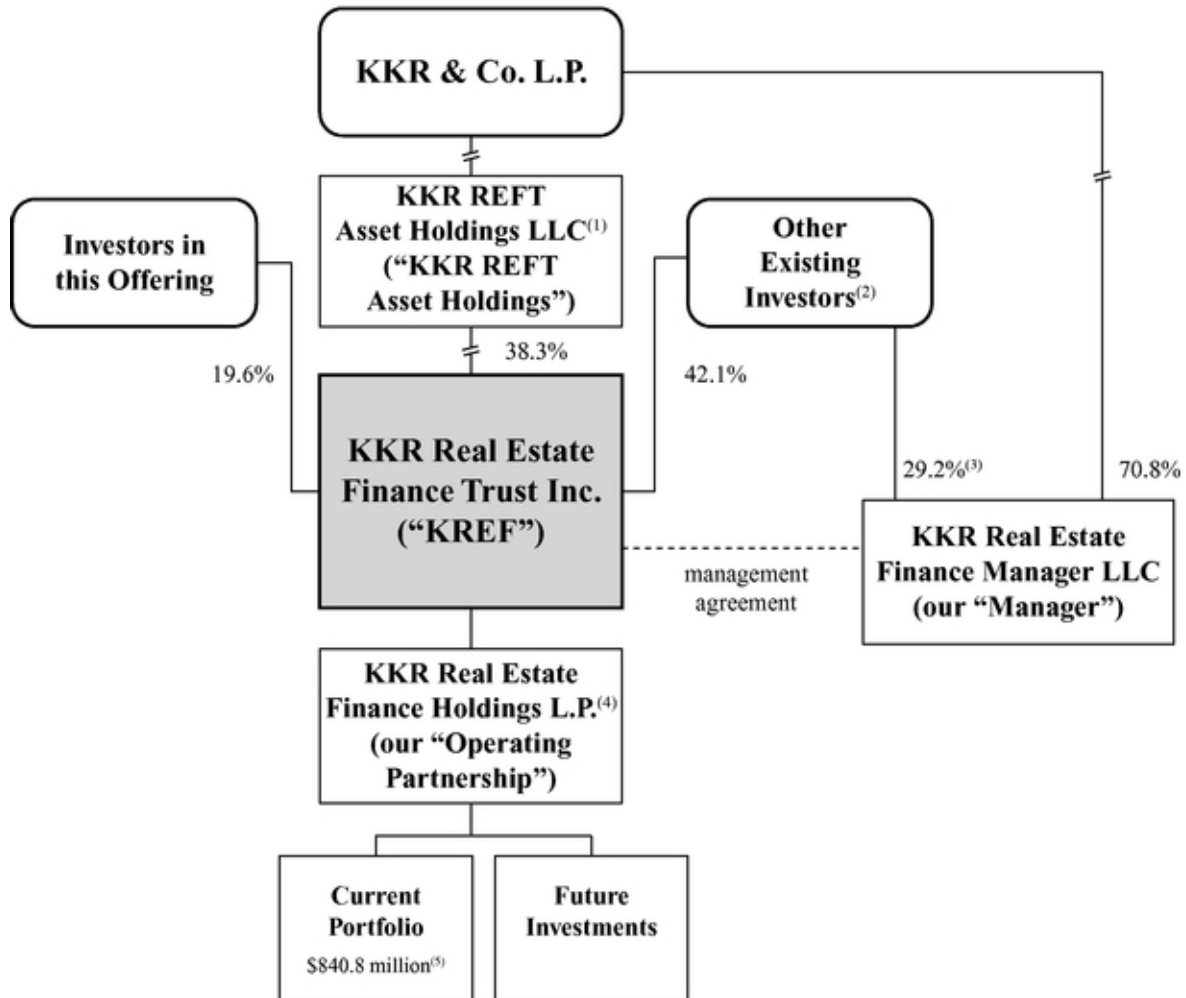 KKR & Co. L.P.
KKR REFT
Asset Holdings LLC(1)
(“KKR REFT
Asset Holdings”)
Investors in
this Offering
Other
Existing
Investors(2)
19.6%
38.3%
42.1%
29.2%(3)
70.8%
KKR Real Estate
Finance Trust Inc.
(“KREF”)
management
agreement
KKR Real Estate
Finance Manager LLC
(our “Manager”)
KKR Real Estate
Finance Holdings L.P.(4)
(our “Operating
Partnership”)
Current
Portfolio
$840.8 million(5)
Future
Investments